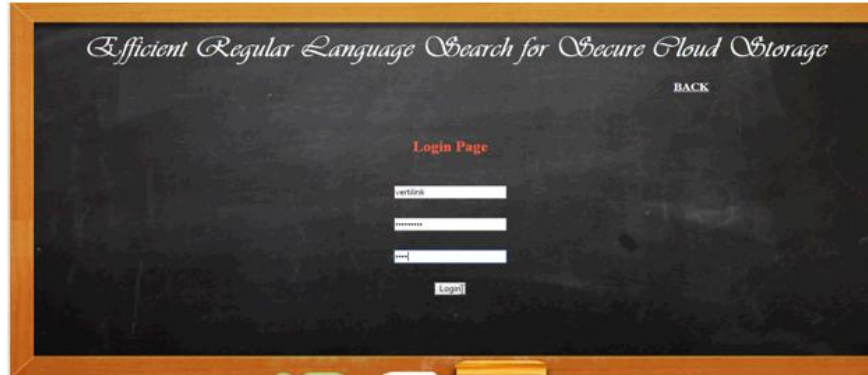 Efficient Regular Language Search for Secure Cloud Storage
BACK
Login Page
vertilink
•••••••••
••••
Login